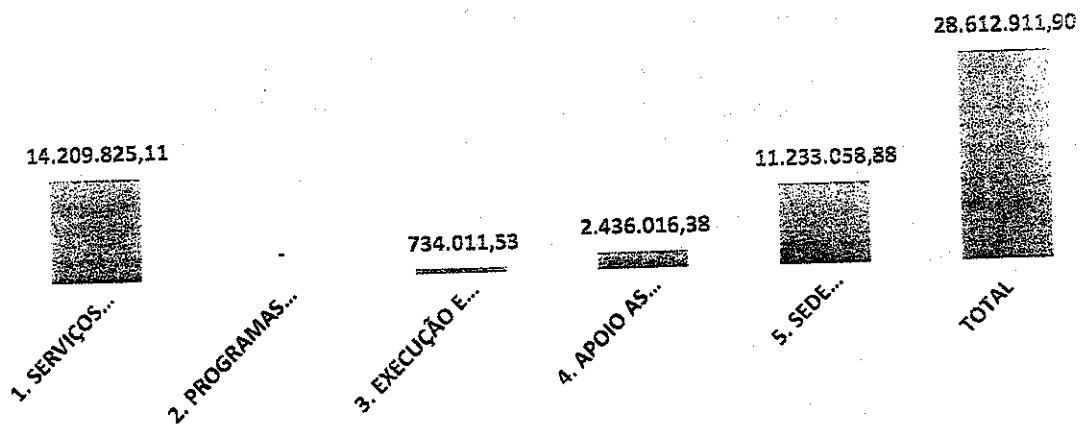 28.612.911,90
14.209.825,11
11.233.058,88
734.011,53
2.436.016,38
-
1. SERVIÇOS...
2. PROGRAMAS...
3. EXECUÇÃO E...
4. APOIO AS...
5. SEDE...
TOTAL